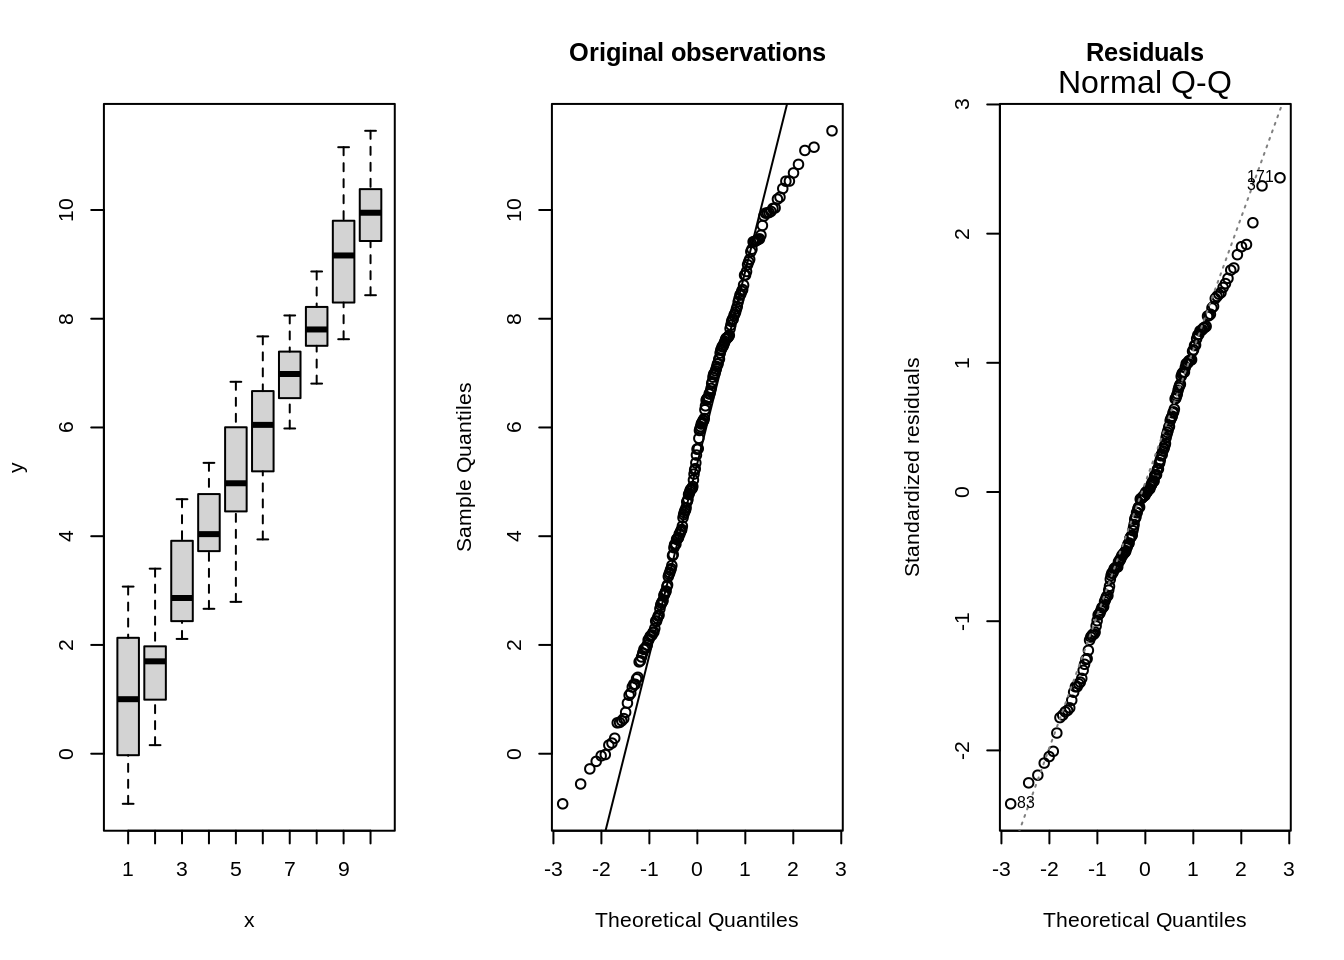 y
10
8
6
4
2
0
1 3 5 7 9
x
Original observations
Sample Quantiles
10
8
6
4
2
0
-3 -2 -1 0 1 2 3
Theoretical Quantiles
Residuals
Normal Q-Q
Standardized residuals
3
2
1
0
-1
-2
171
3
83
-3 -2 -1 0 1 2 3
Theoretical Quantiles